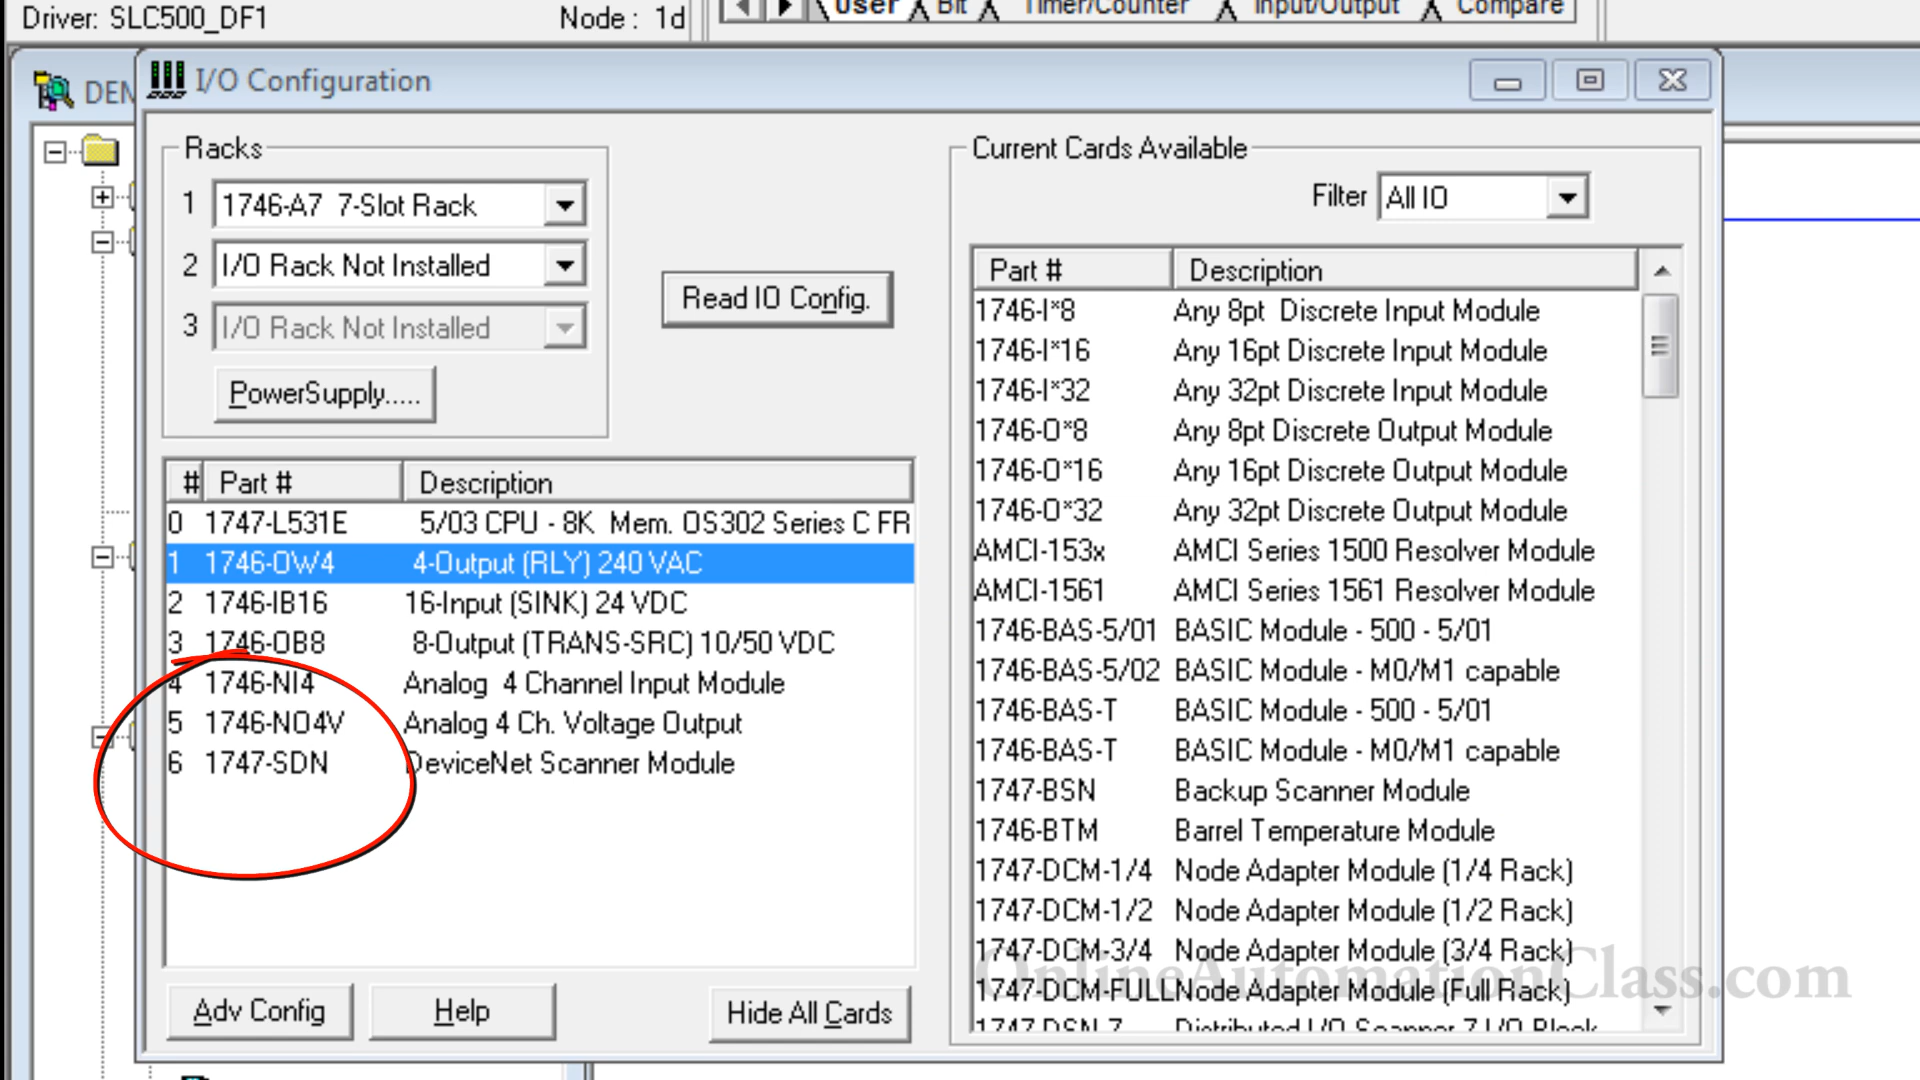 Driver: SLC500_DF1
Node : 1d
User
Bit
Timer/Counter
Input/Output
Compare
DEM
I/O Configuration
Racks
1 1746-A7 7-Slot Rack
2 I/O Rack Not Installed
3 I/O Rack Not Installed
PowerSupply.....
Read IO Config.
# Part # Description
0 1747-L531E 5/03 CPU - 8K Mem. OS302 Series C FR
1 1746-OW4 4-Output (RLY) 240 VAC
2 1746-IB16 16-Input (SINK) 24 VDC
3 1746-OB8 8-Output (TRANS-SRC) 10/50 VDC
4 1746-NI4 Analog 4 Channel Input Module
5 1746-NO4V Analog 4 Ch. Voltage Output
6 1747-SDN DeviceNet Scanner Module
Adv Config
Help
Hide All Cards
Current Cards Available
Filter All IO
Part # Description
1746-I*8 Any 8pt Discrete Input Module
1746-I*16 Any 16pt Discrete Input Module
1746-I*32 Any 32pt Discrete Input Module
1746-O*8 Any 8pt Discrete Output Module
1746-O*16 Any 16pt Discrete Output Module
1746-O*32 Any 32pt Discrete Output Module
AMCI-153x AMCI Series 1500 Resolver Module
AMCI-1561 AMCI Series 1561 Resolver Module
1746-BAS-5/01 BASIC Module - 500 - 5/01
1746-BAS-5/02 BASIC Module - M0/M1 capable
1746-BAS-T BASIC Module - 500 - 5/01
1746-BAS-T BASIC Module - M0/M1 capable
1747-BSN Backup Scanner Module
1746-BTM Barrel Temperature Module
1747-DCM-1/4 Node Adapter Module (1/4 Rack)
1747-DCM-1/2 Node Adapter Module (1/2 Rack)
1747-DCM-3/4 Node Adapter Module (3/4 Rack)
1747-DCM-FULL Node Adapter Module (Full Rack)
1747-DSN-7 Distributed I/O Scanner 7 I/O Block
OnlineAutomationClass.com